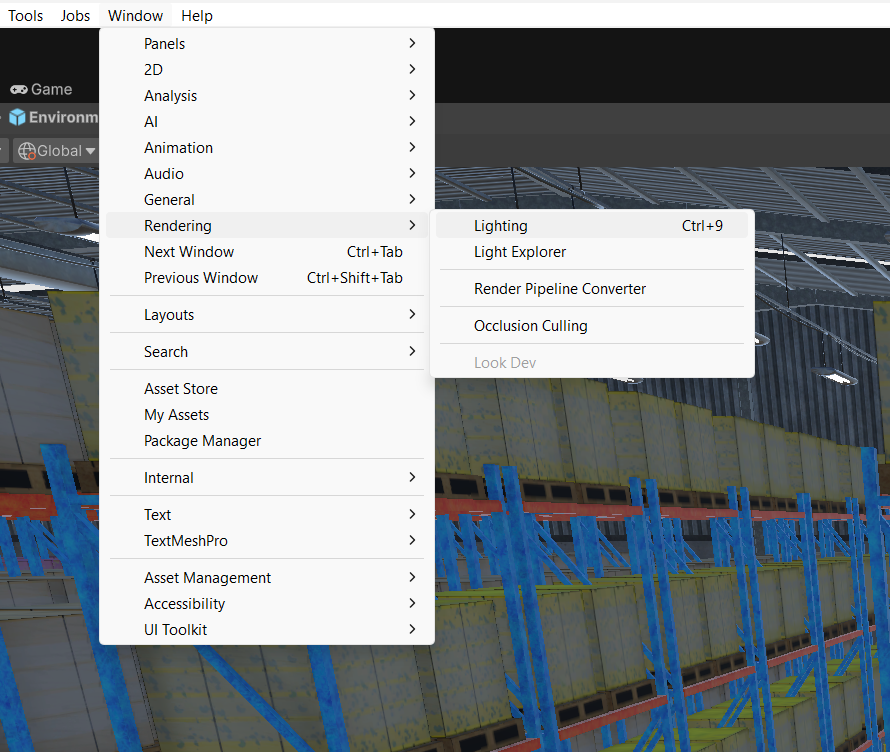 Tools Jobs Window Help
Game
Environm
Global
Panels
2D
Analysis
AI
Animation
Audio
General
Rendering
Next Window Ctrl+Tab
Previous Window Ctrl+Shift+Tab
Layouts
Search
Asset Store
My Assets
Package Manager
Internal
Text
TextMeshPro
Asset Management
Accessibility
UI Toolkit
Lighting Ctrl+9
Light Explorer
Render Pipeline Converter
Occlusion Culling
Look Dev